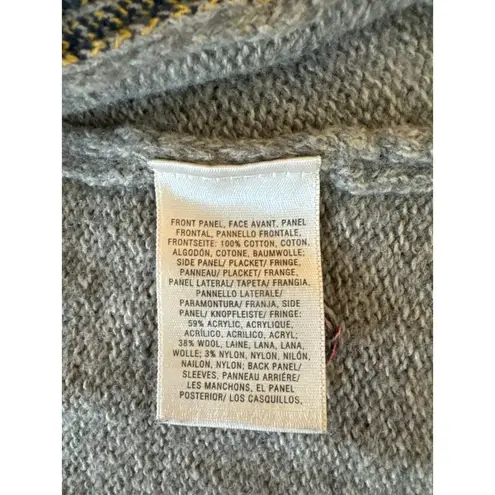 FRONT PANEL, FACE AVANT, PANEL
FRONTAL, PANNELLO FRONTALE,
FRONTSEITE: 100% COTTON, COTON,
ALGODÓN, COTONE, BAUMWOLLE;
SIDE PANEL/ PLACKET/ FRINGE,
PANNEAU/ PLACKET/ FRANGE,
PANEL LATERAL/ TAPETA/ FRANGIA,
PANNELLO LATERALE/
PARAMONTURA/ FRANJA, SIDE
PANEL/ KNOPFLEISTE/ FRINGE:
59% ACRYLIC, ACRYLIQUE,
ACRÍLICO, ACRILICO, ACRYL;
38% WOOL, LAINE, LANA, LANA,
WOLLE; 3% NYLON, NYLON, NILÓN,
NAILON, NYLON; BACK PANEL/
SLEEVES, PANNEAU ARRIÈRE/
LES MANCHONS, EL PANEL
POSTERIOR/ LOS CASQUILLOS,